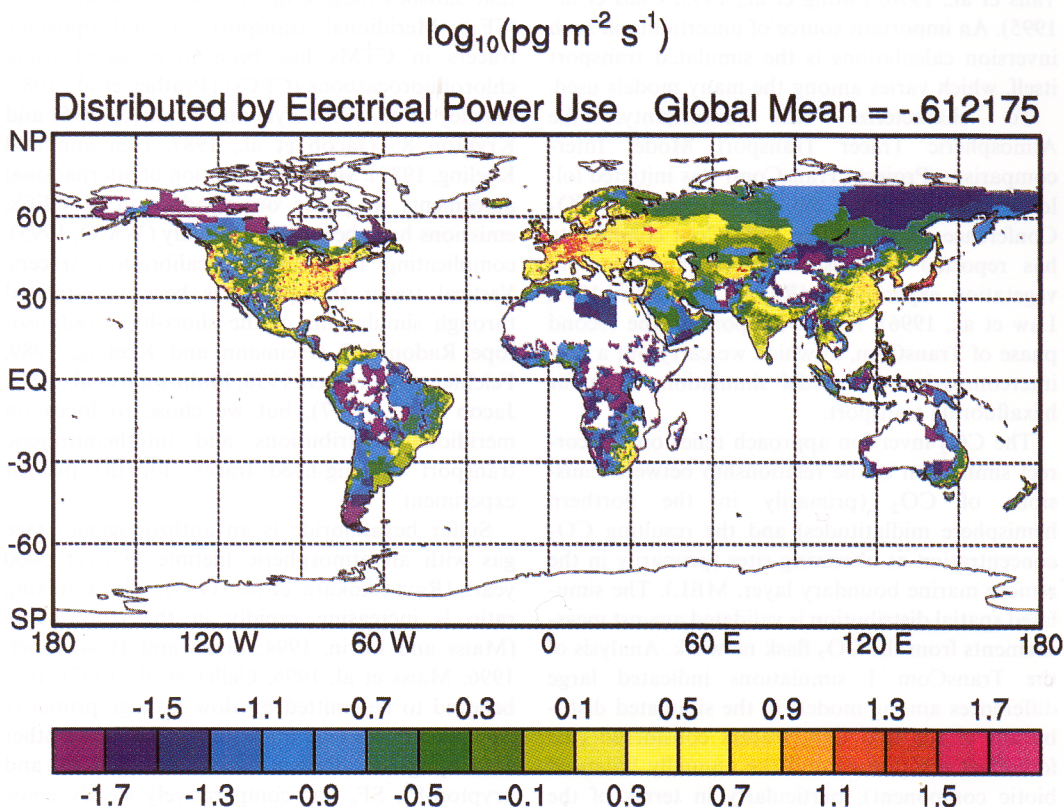 log₁₀(pg m⁻² s⁻¹)
Distributed by Electrical Power Use Global Mean = -.612175
NP
60
30
EQ
-30
-60
SP
180 120 W 60 W 0 60 E 120 E 180
-1.5 -1.1 -0.7 -0.3 0.1 0.5 0.9 1.3 1.7
-1.7 -1.3 -0.9 -0.5 -0.1 0.3 0.7 1.1 1.5